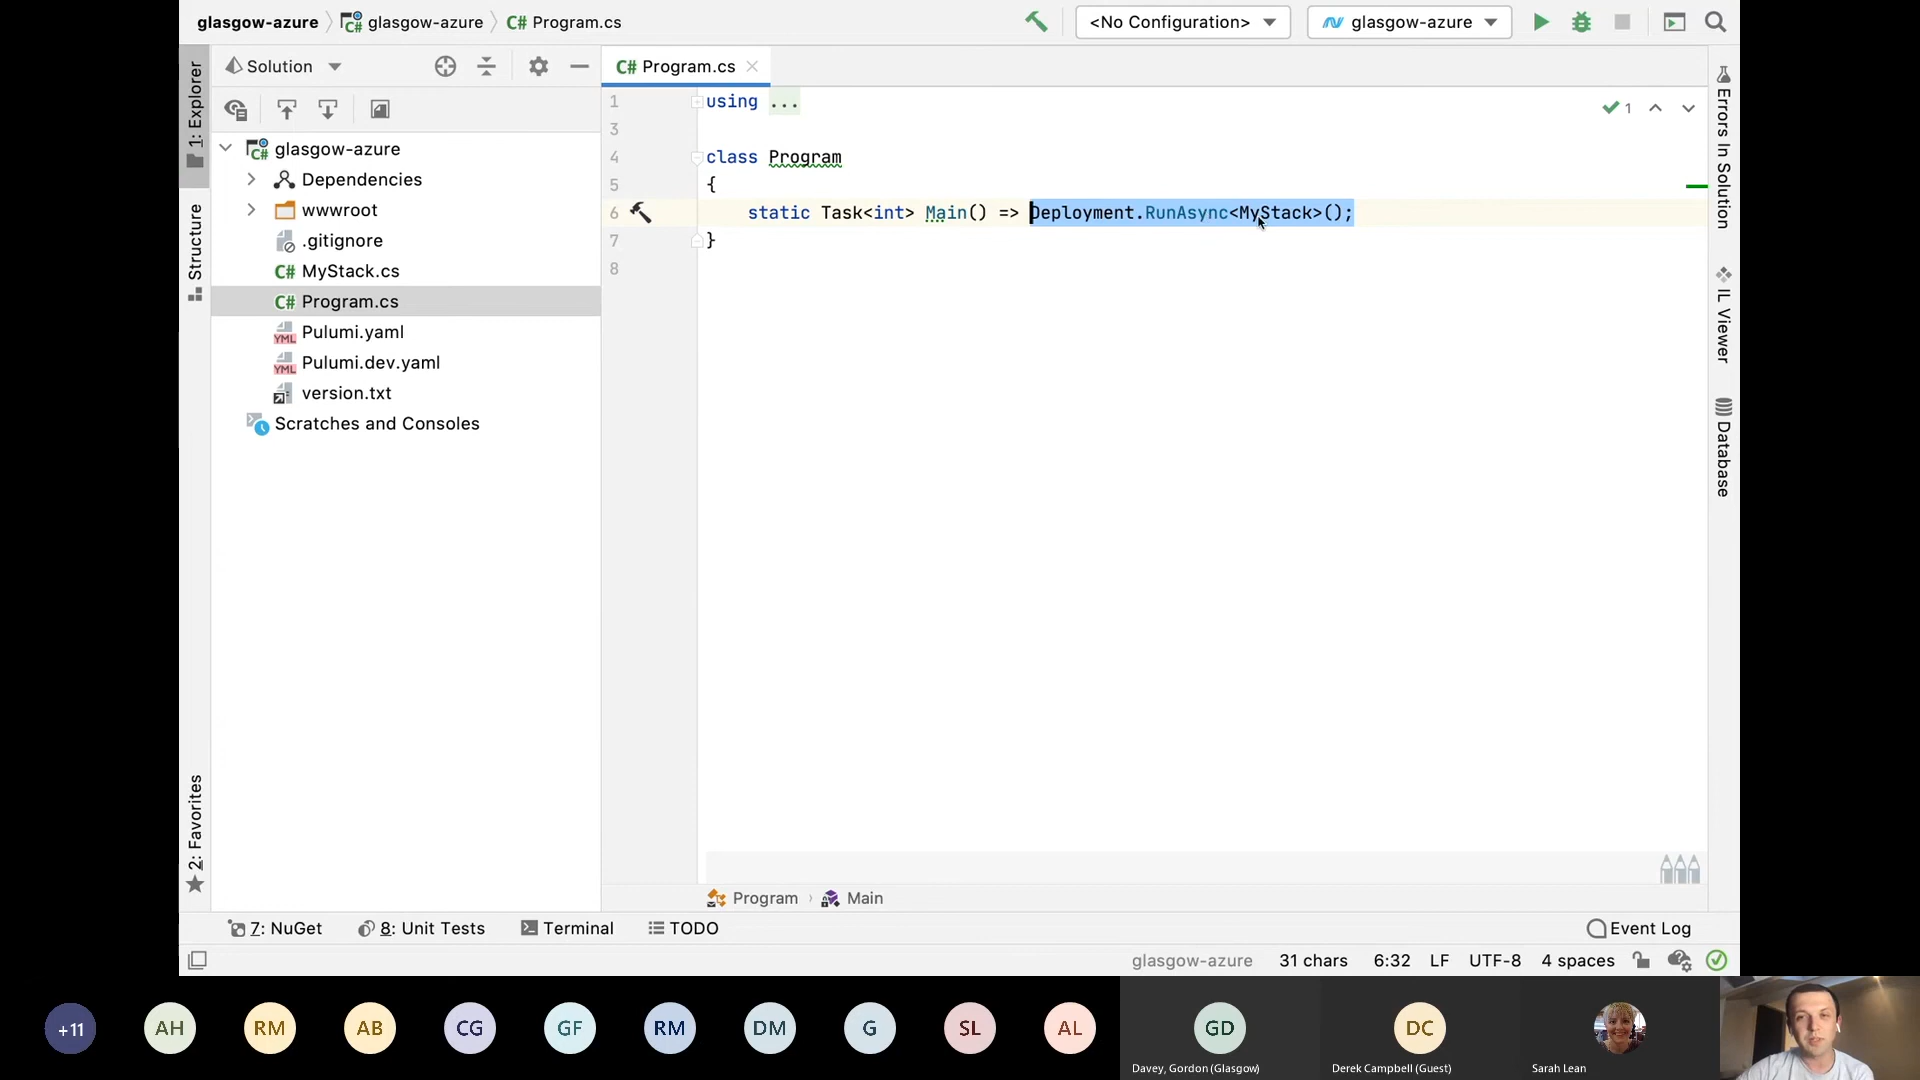 glasgow-azure glasgow-azure C# Program.cs <No Configuration> glasgow-azure
Solution
C# Program.cs
1: Explorer
Structure
2: Favorites
glasgow-azure
Dependencies
wwwroot
.gitignore
C# MyStack.cs
C# Program.cs
YML Pulumi.yaml
YML Pulumi.dev.yaml
version.txt
Scratches and Consoles
1 using ...
3
4 class Program
5 {
6 static Task<int> Main() => Deployment.RunAsync<MyStack>();
7 }
8
1
Errors In Solution
IL Viewer
Database
Program Main
7: NuGet 8: Unit Tests Terminal TODO Event Log
glasgow-azure 31 chars 6:32 LF UTF-8 4 spaces
+11 AH RM AB CG GF RM DM G SL AL GD DC
Davey, Gordon (Glasgow) Derek Campbell (Guest) Sarah Lean